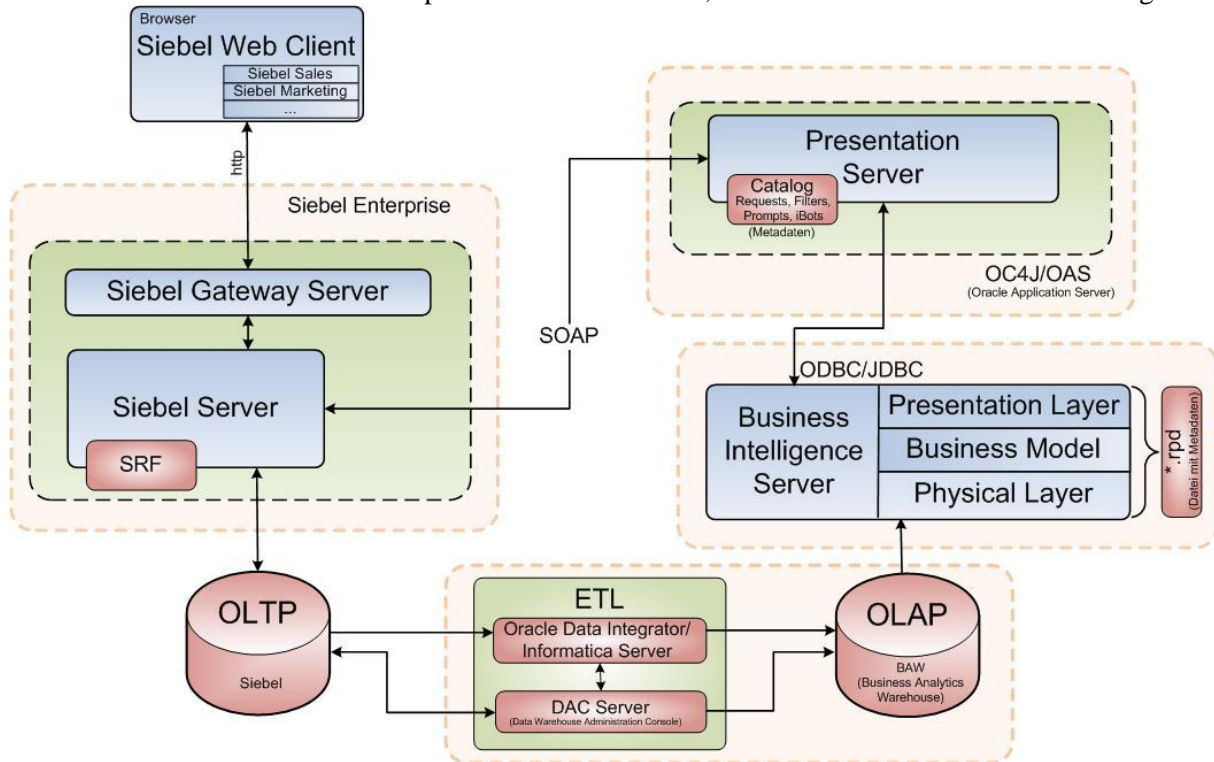 Browser
Siebel Web Client
Siebel Sales
Siebel Marketing
...
http
Siebel Enterprise
Siebel Gateway Server
Siebel Server
SRF
SOAP
Presentation
Server
Catalog
Requests, Filters,
Prompts, iBots
(Metadaten)
OC4J/OAS
(Oracle Application Server)
ODBC/JDBC
Business
Intelligence
Server
Presentation Layer
Business Model
Physical Layer
*.rpd
(Datei mit Metadaten)
OLTP
Siebel
ETL
Oracle Data Integrator/
Informatica Server
DAC Server
(Data Warehouse Administration Console)
OLAP
BAW
(Business Analytics
Warehouse)